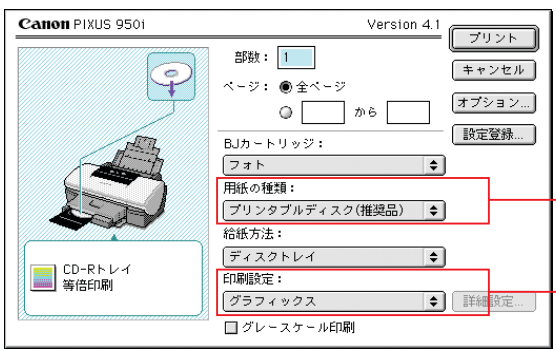 Canon PIXUS 950i
Version 4.1
プリント
部数： 1
キャンセル
ページ： 全ページ
から
オプション...
設定登録...
BJカートリッジ：
フォト
用紙の種類：
プリンタブルディスク(推奨品)
給紙方法：
ディスクトレイ
CD-Rトレイ
等倍印刷
印刷設定：
グラフィックス
詳細設定...
グレースケール印刷